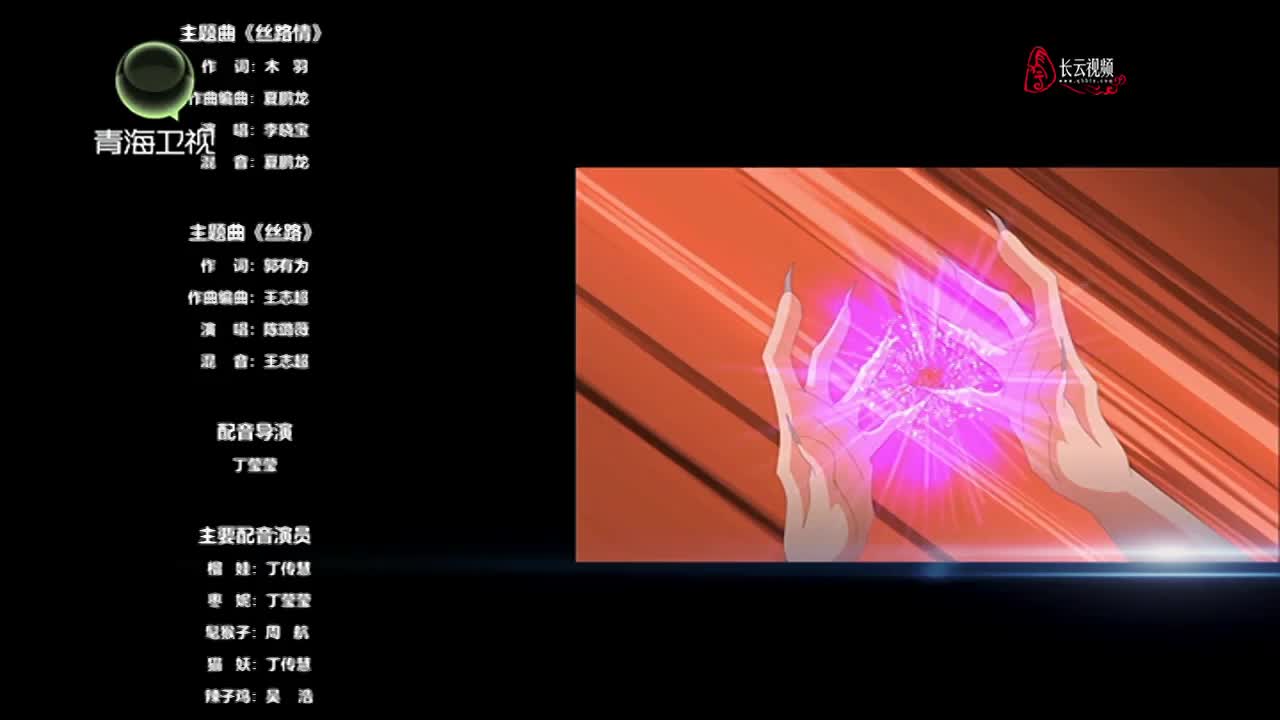 主题曲《丝路情》
作 词：木 羽
作曲编曲：夏鹏龙
演 唱：李晓宝
混 音：夏鹏龙
青海卫视
长云视频
主题曲《丝路》
作 词：郭有为
作曲编曲：王志超
演 唱：陈璐薇
混 音：王志超
配音导演
丁莹莹
主要配音演员
榴 娃：丁传慧
枣 妮：丁莹莹
猴子：周 航
猫 妖：丁传慧
辣子鸡：吴 浩